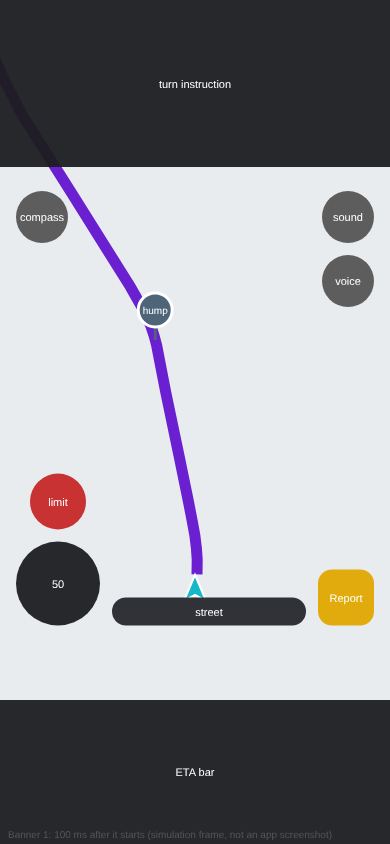 turn instruction
compass
sound
voice
hump
limit
50
Report
street
ETA bar
Banner 1: 100 ms after it starts (simulation frame, not an app screenshot)